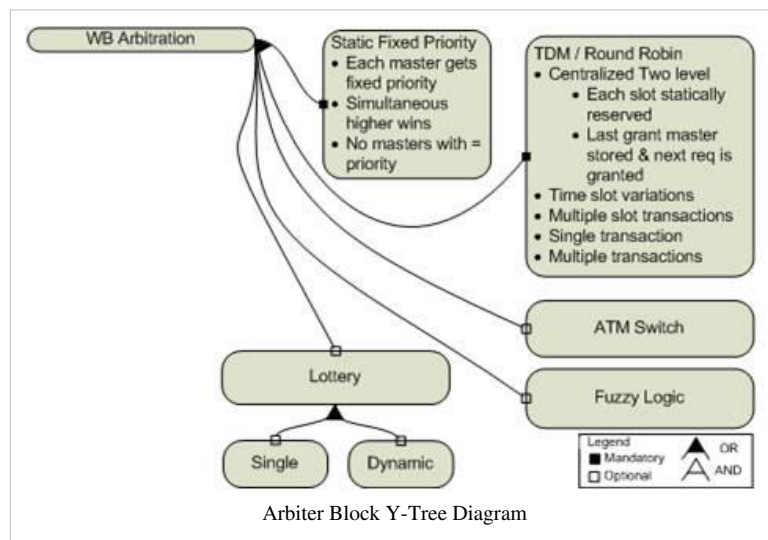 WB Arbitration
Static Fixed Priority
• Each master gets
fixed priority
• Simultaneous
higher wins
• No masters with =
priority
TDM / Round Robin
• Centralized Two level
• Each slot statically
reserved
• Last grant master
stored & next req is
granted
• Time slot variations
• Multiple slot transactions
• Single transaction
• Multiple transactions
ATM Switch
Lottery
Fuzzy Logic
Single
Dynamic
Legend
Mandatory
Optional
OR
AND
Arbiter Block Y-Tree Diagram